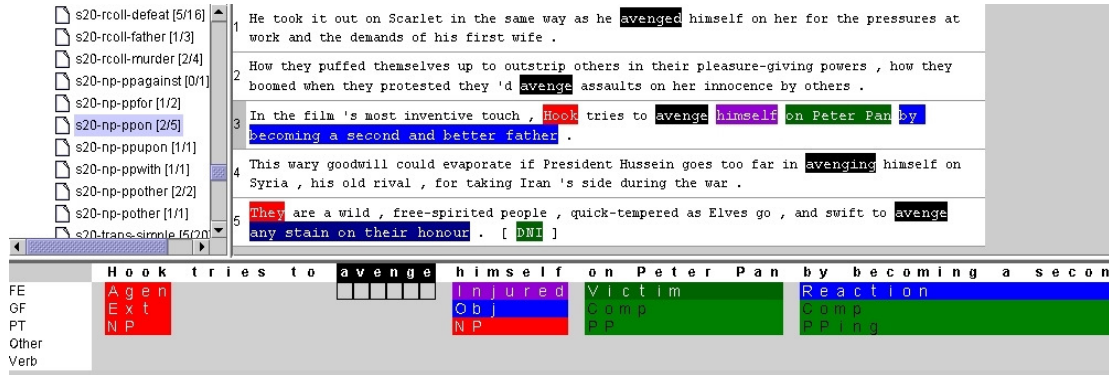 s20-rcoll-defeat [5/16]
s20-rcoll-father [1/3]
s20-rcoll-murder [2/4]
s20-np-ppagainst [0/1]
s20-np-ppfor [1/2]
s20-np-ppon [2/5]
s20-np-ppupon [1/1]
s20-np-ppwith [1/1]
s20-np-ppother [2/2]
s20-np-pother [1/1]
s20-trans-simple [5/20]
1 He took it out on Scarlet in the same way as he avenged himself on her for the pressures at
work and the demands of his first wife .
2 How they puffed themselves up to outstrip others in their pleasure-giving powers , how they
boomed when they protested they 'd avenge assaults on her innocence by others .
3 In the film 's most inventive touch , Hook tries to avenge himself on Peter Pan by
becoming a second and better father .
4 This wary goodwill could evaporate if President Hussein goes too far in avenging himself on
Syria , his old rival , for taking Iran 's side during the war .
5 They are a wild , free-spirited people , quick-tempered as Elves go , and swift to avenge
any stain on their honour . [ DNI ]
Hook tries to avenge himself on Peter Pan by becoming a secon
FE Agen Injured Victim Reaction
GF Ext Obj Comp Comp
PT NP NP PP PPing
Other
Verb